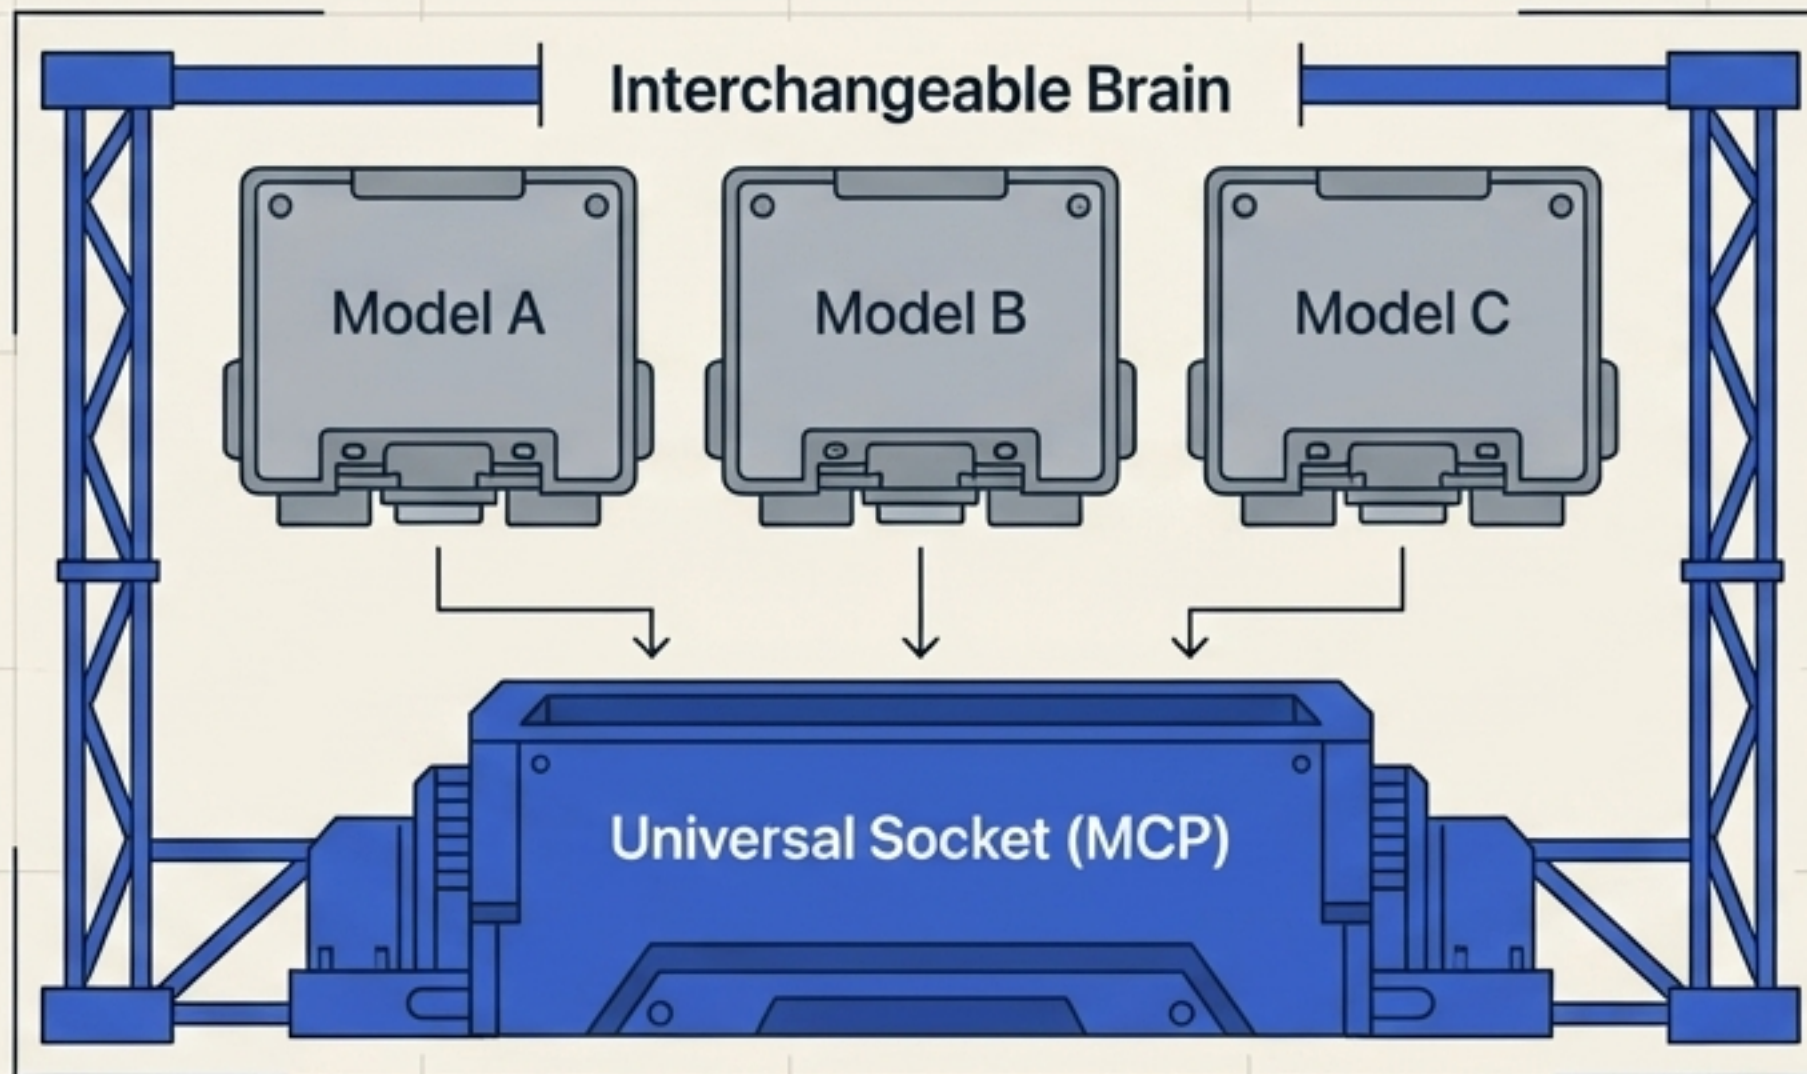 Interchangeable Brain
Model A
Model B
Model C
Universal Socket (MCP)